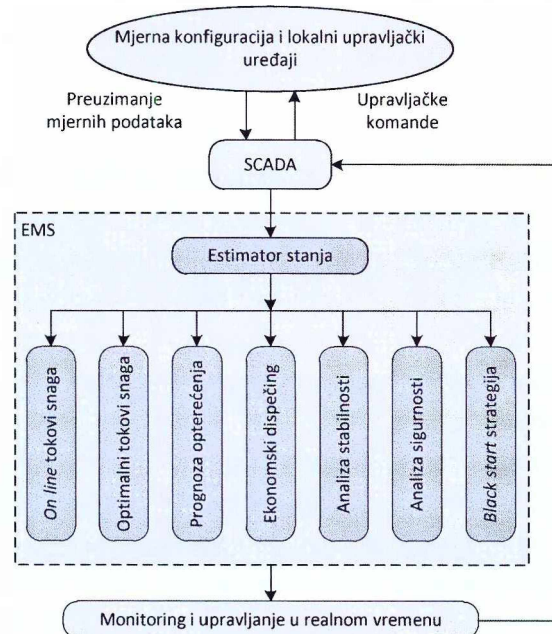 Mjerna konfiguracija i lokalni upravljački
uređaji
Preuzimanje
mjernih podataka
Upravljačke
komande
SCADA
EMS
Estimator stanja
On line tokovi snaga
Optimalni tokovi snaga
Prognoza opterećenja
Ekonomski dispečing
Analiza stabilnosti
Analiza sigurnosti
Black start strategija
Monitoring i upravljanje u realnom vremenu